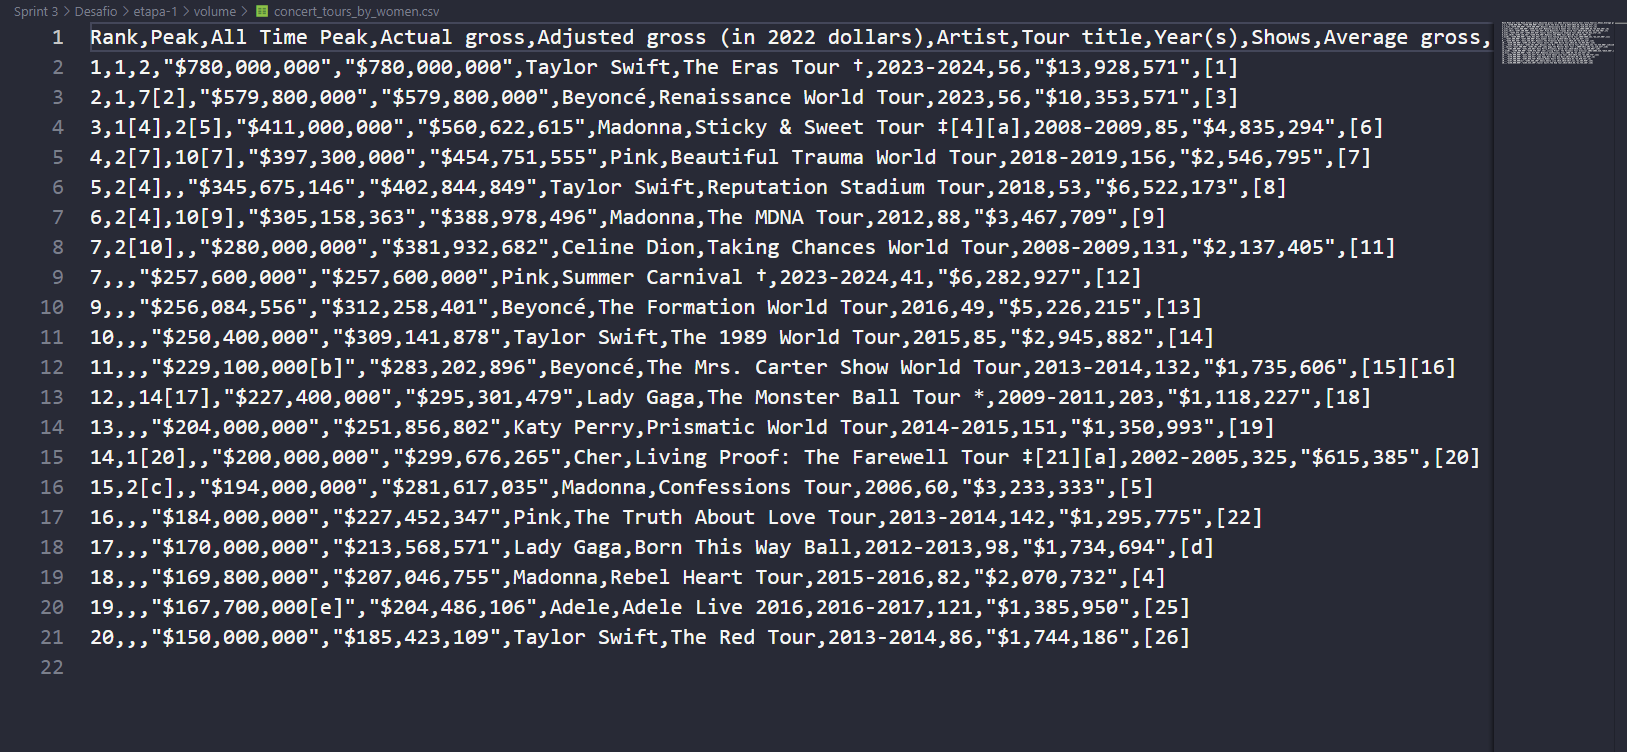 Sprint 3 > Desafio > etapa-1 > volume > concert_tours_by_women.csv
1 Rank,Peak,All Time Peak,Actual gross,Adjusted gross (in 2022 dollars),Artist,Tour title,Year(s),Shows,Average gross,
2 1,1,2,"$780,000,000","$780,000,000",Taylor Swift,The Eras Tour †,2023-2024,56,"$13,928,571",[1]
3 2,1,7[2],"$579,800,000","$579,800,000",Beyoncé,Renaissance World Tour,2023,56,"$10,353,571",[3]
4 3,1[4],2[5],"$411,000,000","$560,622,615",Madonna,Sticky & Sweet Tour ‡[4][a],2008-2009,85,"$4,835,294",[6]
5 4,2[7],10[7],"$397,300,000","$454,751,555",Pink,Beautiful Trauma World Tour,2018-2019,156,"$2,546,795",[7]
6 5,2[4],,"$345,675,146","$402,844,849",Taylor Swift,Reputation Stadium Tour,2018,53,"$6,522,173",[8]
7 6,2[4],10[9],"$305,158,363","$388,978,496",Madonna,The MDNA Tour,2012,88,"$3,467,709",[9]
8 7,2[10],,"$280,000,000","$381,932,682",Celine Dion,Taking Chances World Tour,2008-2009,131,"$2,137,405",[11]
9 7,,,"$257,600,000","$257,600,000",Pink,Summer Carnival †,2023-2024,41,"$6,282,927",[12]
10 9,,,"$256,084,556","$312,258,401",Beyoncé,The Formation World Tour,2016,49,"$5,226,215",[13]
11 10,,,"$250,400,000","$309,141,878",Taylor Swift,The 1989 World Tour,2015,85,"$2,945,882",[14]
12 11,,,"$229,100,000[b]","$283,202,896",Beyoncé,The Mrs. Carter Show World Tour,2013-2014,132,"$1,735,606",[15][16]
13 12,,14[17],"$227,400,000","$295,301,479",Lady Gaga,The Monster Ball Tour *,2009-2011,203,"$1,118,227",[18]
14 13,,,"$204,000,000","$251,856,802",Katy Perry,Prismatic World Tour,2014-2015,151,"$1,350,993",[19]
15 14,1[20],,"$200,000,000","$299,676,265",Cher,Living Proof: The Farewell Tour ‡[21][a],2002-2005,325,"$615,385",[20]
16 15,2[c],,"$194,000,000","$281,617,035",Madonna,Confessions Tour,2006,60,"$3,233,333",[5]
17 16,,,"$184,000,000","$227,452,347",Pink,The Truth About Love Tour,2013-2014,142,"$1,295,775",[22]
18 17,,,"$170,000,000","$213,568,571",Lady Gaga,Born This Way Ball,2012-2013,98,"$1,734,694",[d]
19 18,,,"$169,800,000","$207,046,755",Madonna,Rebel Heart Tour,2015-2016,82,"$2,070,732",[4]
20 19,,,"$167,700,000[e]","$204,486,106",Adele,Adele Live 2016,2016-2017,121,"$1,385,950",[25]
21 20,,,"$150,000,000","$185,423,109",Taylor Swift,The Red Tour,2013-2014,86,"$1,744,186",[26]
22